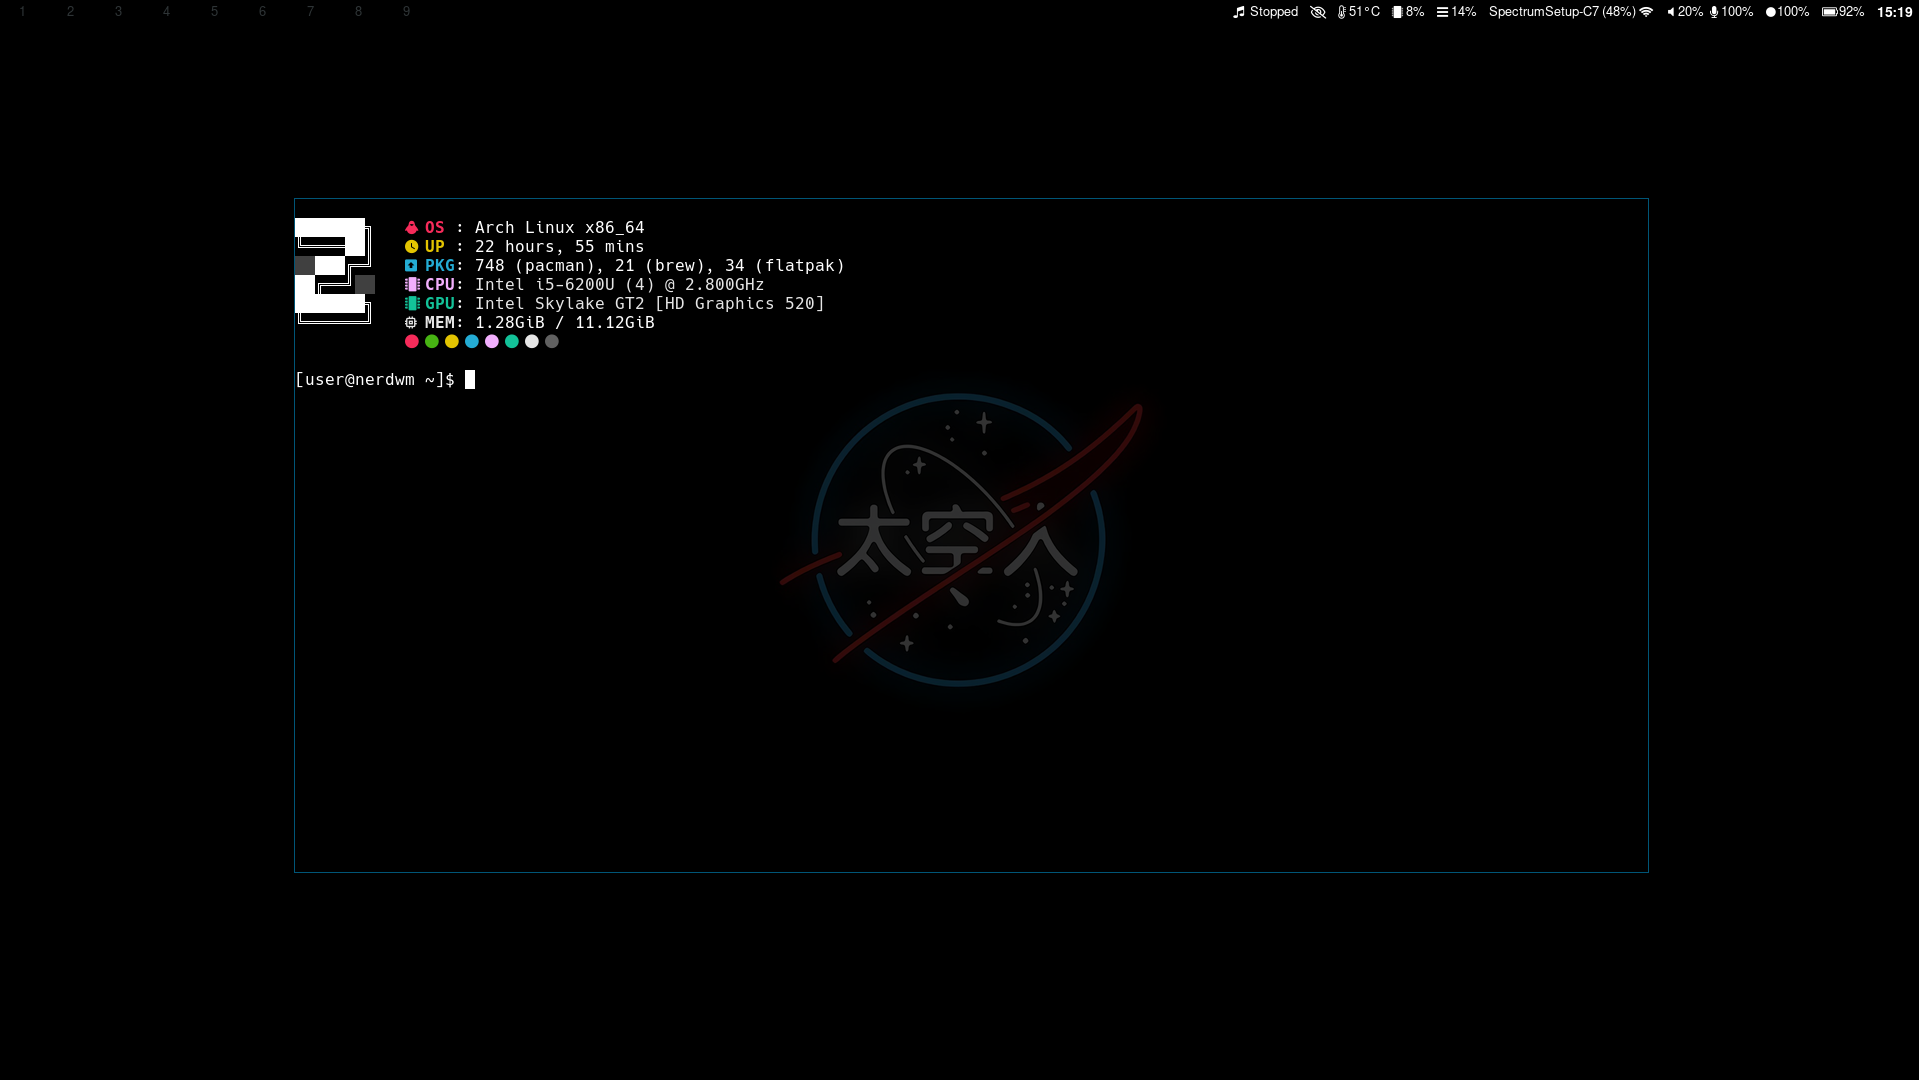 1 2 3 4 5 6 7 8 9 Stopped 51°C 8% 14% SpectrumSetup-C7 (48%) 20% 100% 100% 92% 15:19
OS : Arch Linux x86_64
UP : 22 hours, 55 mins
PKG: 748 (pacman), 21 (brew), 34 (flatpak)
CPU: Intel i5-6200U (4) @ 2.800GHz
GPU: Intel Skylake GT2 [HD Graphics 520]
MEM: 1.28GiB / 11.12GiB
[user@nerdwm ~]$
太空人